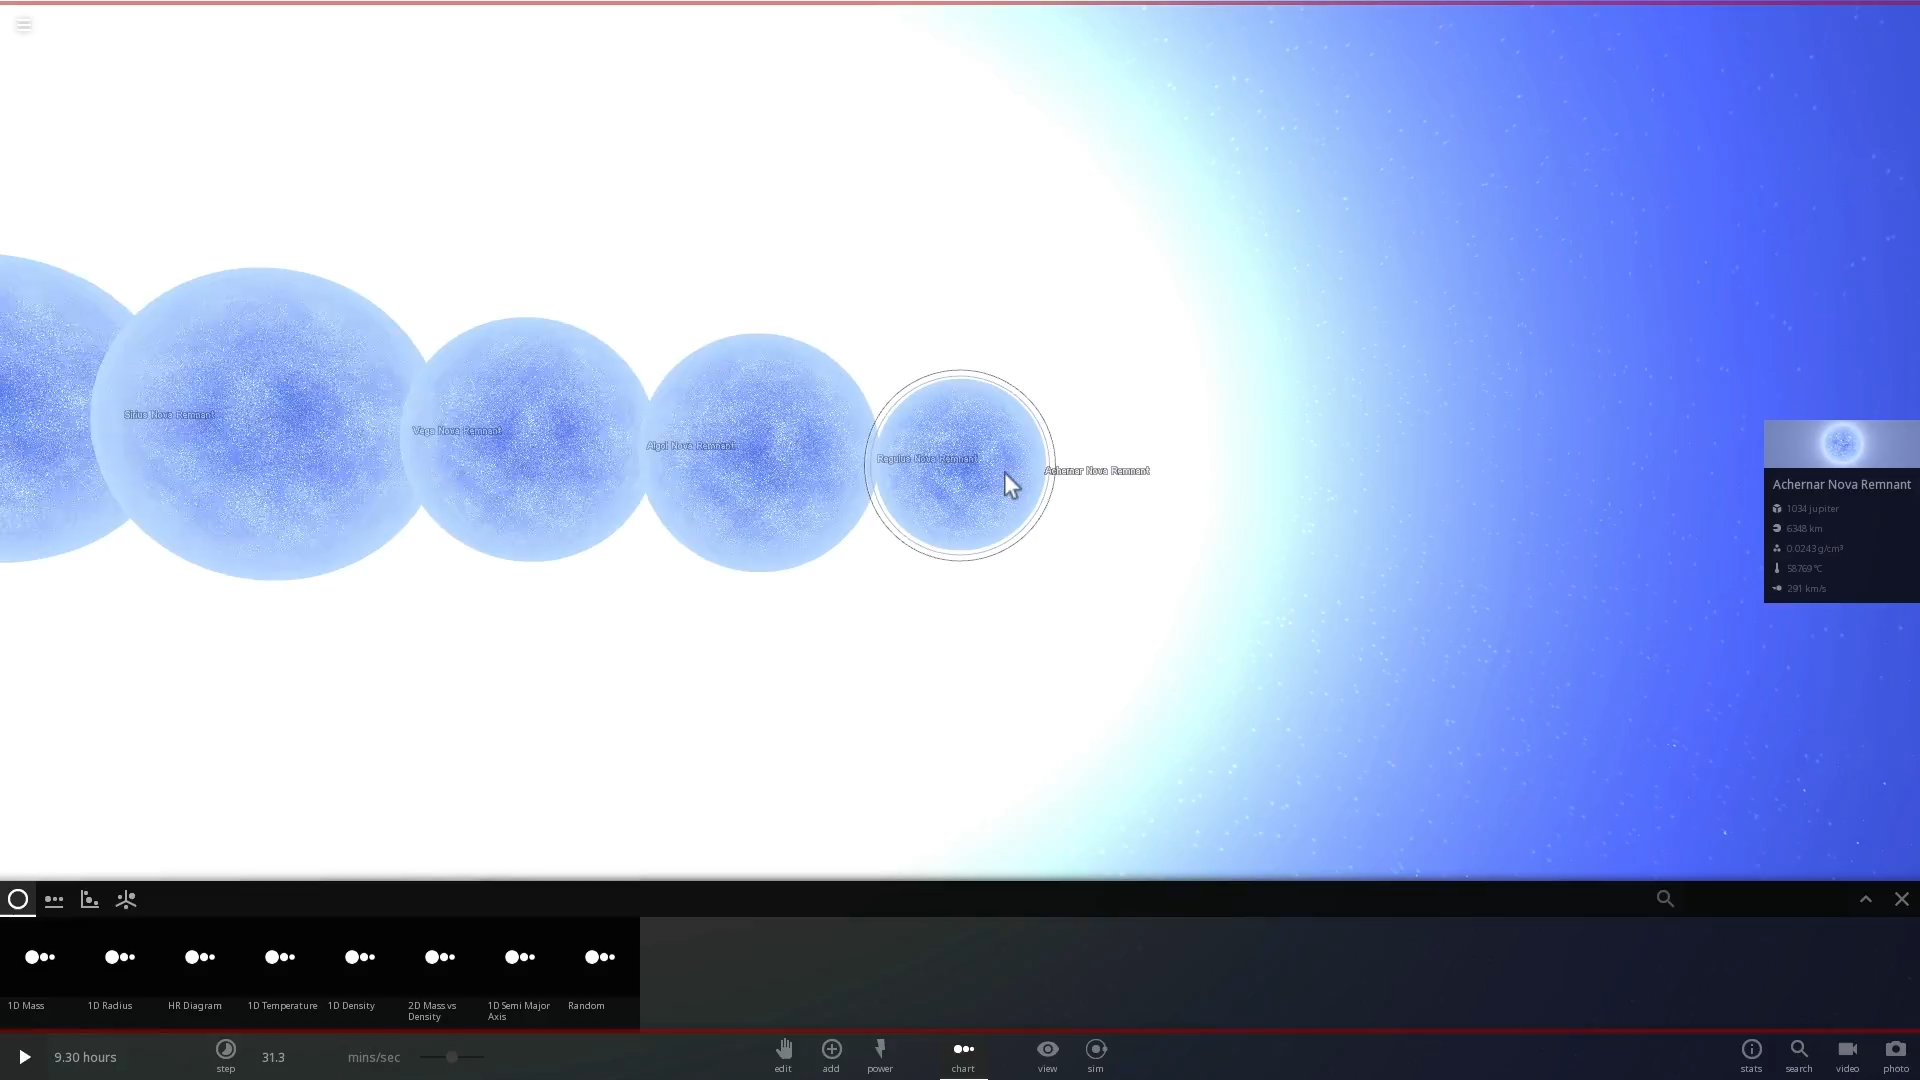 Sirius Nova Remnant
Vega Nova Remnant
Algol Nova Remnant
Regulus Nova Remnant
Achernar Nova Remnant
Achernar Nova Remnant
1034 jupiter
6348 km
0.0243 g/cm³
58769 °C
291 km/s
1D Mass
1D Radius
HR Diagram
1D Temperature
1D Density
2D Mass vs
Density
1D Semi Major
Axis
Random
9.30 hours
step
31.3
mins/sec
edit
add
power
chart
view
sim
stats
search
video
photo